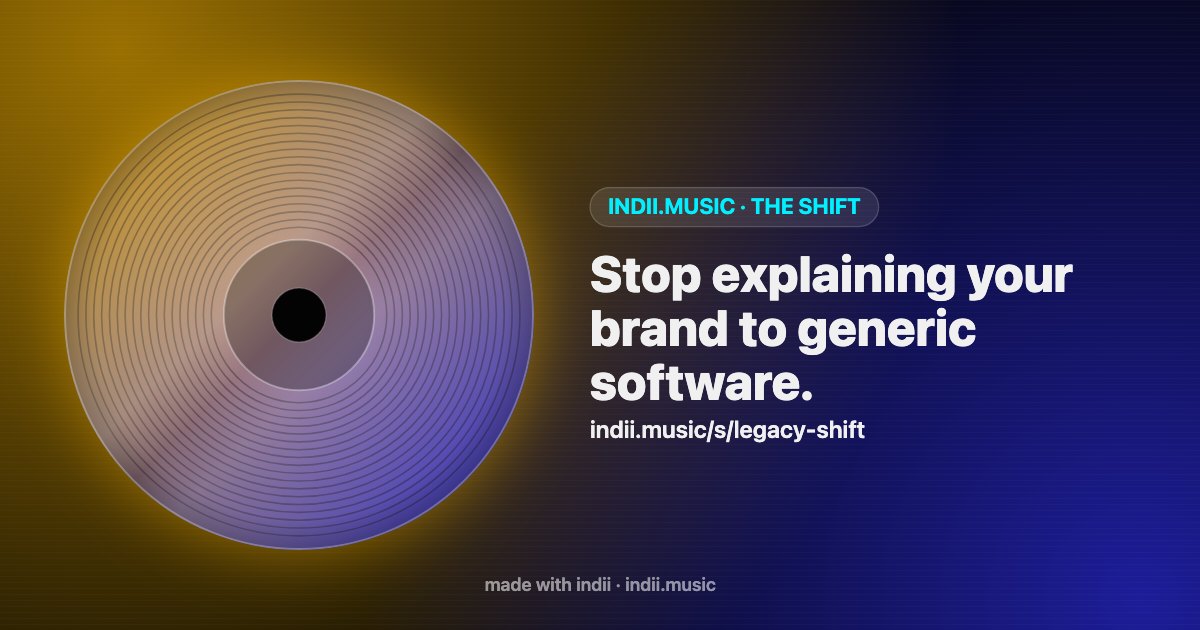 INDII.MUSIC · THE SHIFT
Stop explaining your
brand to generic
software.
indii.music/s/legacy-shift
made with indii · indii.music